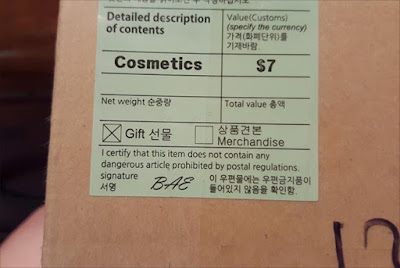 Detailed description
of contents
Value(Customs)
(specify the currency)
가격(화폐단위)를
기재바람.
Cosmetics
$7
Net weight 순중량
Total value 총액
Gift 선물
상품견본
Merchandise
I certify that this item does not contain any
dangerous article prohibited by postal regulations.
signature
서명
BAE
이 우편물에는 우편금지품이
들어있지 않음을 확인함.